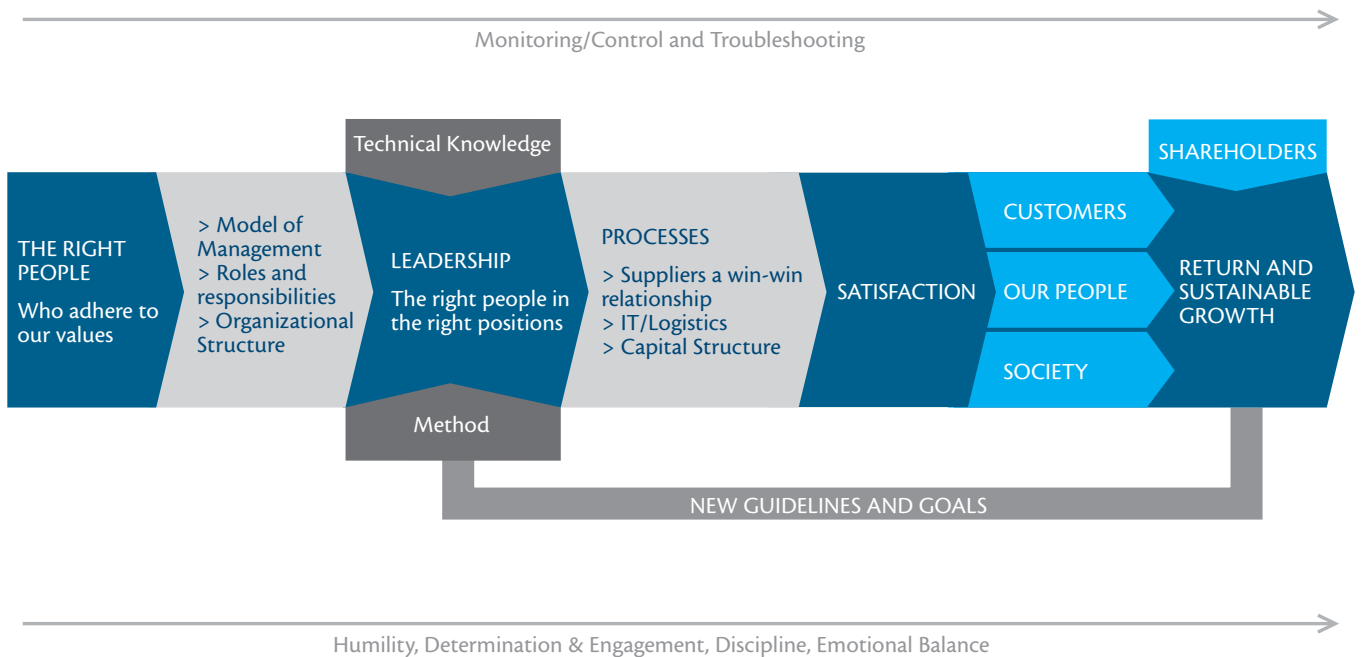 Monitoring/Control and Troubleshooting
Technical Knowledge
SHAREHOLDERS
THE RIGHT
PEOPLE
Who adhere to
our values
> Model of
Management
> Roles and
responsibilities
> Organizational
Structure
LEADERSHIP
The right people in
the right positions
PROCESSES
> Suppliers a win-win
relationship
> IT/Logistics
> Capital Structure
SATISFACTION
CUSTOMERS
OUR PEOPLE
SOCIETY
RETURN AND
SUSTAINABLE
GROWTH
Method
NEW GUIDELINES AND GOALS
Humility, Determination & Engagement, Discipline, Emotional Balance